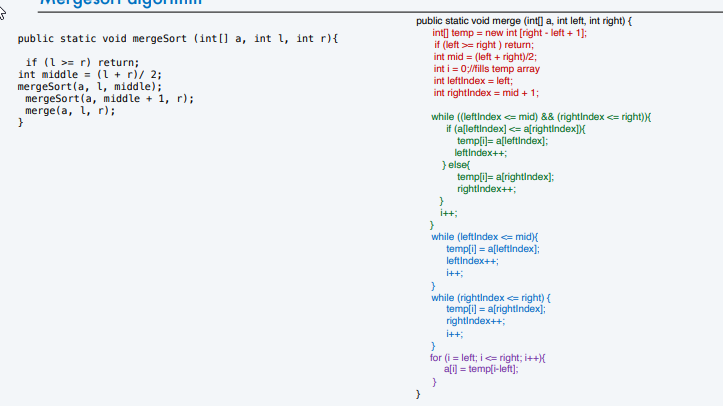 Mergesort algorithm
public static void mergeSort (int[] a, int l, int r){
if (l >= r) return;
int middle = (l + r)/ 2;
mergeSort(a, l, middle);
mergeSort(a, middle + 1, r);
merge(a, l, r);
}
public static void merge (int[] a, int left, int right) {
int[] temp = new int [right - left + 1];
if (left >= right ) return;
int mid = (left + right)/2;
int i = 0;//fills temp array
int leftIndex = left;
int rightIndex = mid + 1;
while ((leftIndex <= mid) && (rightIndex <= right)){
if (a[leftIndex] <= a[rightIndex]){
temp[i]= a[leftIndex];
leftIndex++;
} else{
temp[i]= a[rightIndex];
rightIndex++;
}
i++;
}
while (leftIndex <= mid){
temp[i] = a[leftIndex];
leftIndex++;
i++;
}
while (rightIndex <= right) {
temp[i] = a[rightIndex];
rightIndex++;
i++;
}
for (i = left; i <= right; i++){
a[i] = temp[i-left];
}
}